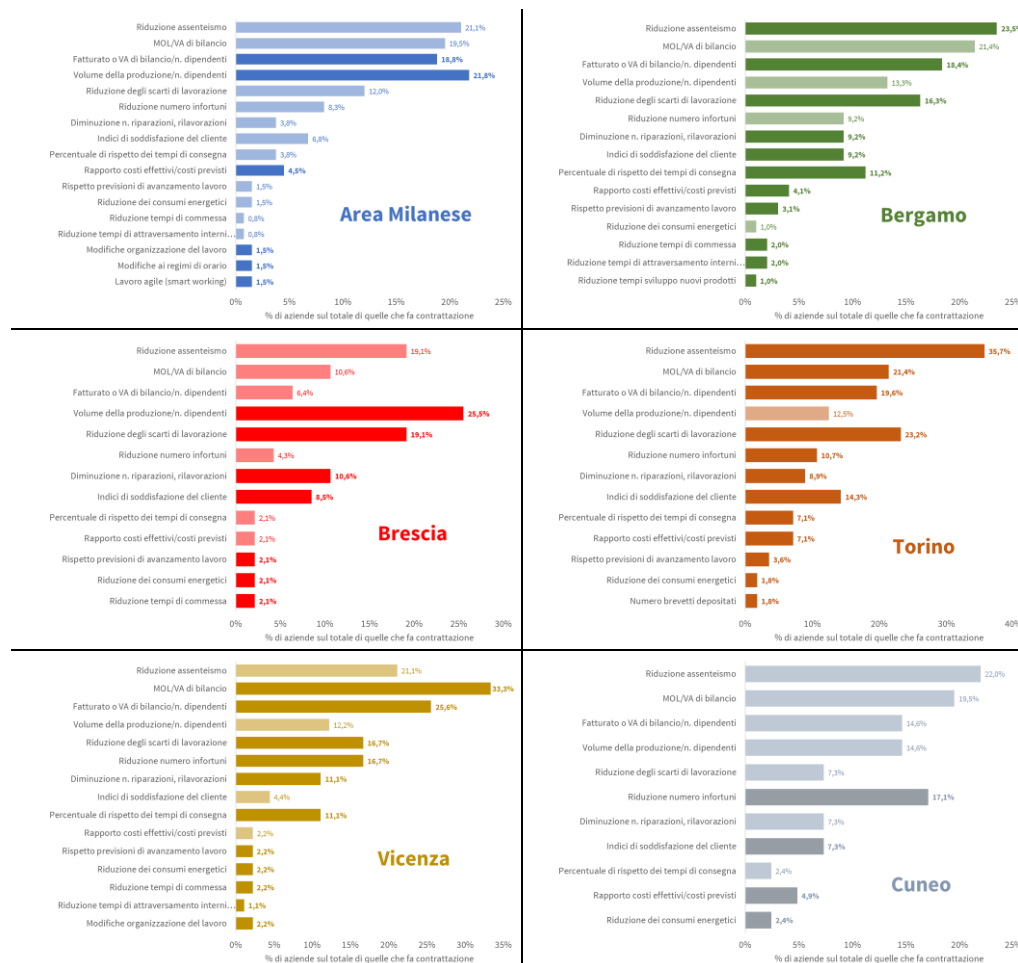 Riduzione assenteismo 21,1%
MOL/VA di bilancio 19,5%
Fatturato o VA di bilancio/n. dipendenti 18,8%
Volume della produzione/n. dipendenti 21,8%
Riduzione degli scarti di lavorazione 12,0%
Riduzione numero infortuni 8,3%
Diminuzione n. riparazioni, rilavorazioni 3,8%
Indici di soddisfazione del cliente 6,8%
Percentuale di rispetto dei tempi di consegna 3,8%
Rapporto costi effettivi/costi previsti 4,5%
Rispetto previsioni di avanzamento lavoro 1,5%
Riduzione dei consumi energetici 1,5%
Riduzione tempi di commessa 0,8%
Riduzione tempi di attraversamento interni... 0,8%
Modifiche organizzazione del lavoro 1,5%
Modifiche ai regimi di orario 1,5%
Lavoro agile (smart working) 1,5%
Area Milanese
0% 5% 10% 15% 20% 25%
% di aziende sul totale di quelle che fa contrattazione
Riduzione assenteismo 23,5%
MOL/VA di bilancio 21,4%
Fatturato o VA di bilancio/n. dipendenti 18,4%
Volume della produzione/n. dipendenti 13,3%
Riduzione degli scarti di lavorazione 16,3%
Riduzione numero infortuni 9,2%
Diminuzione n. riparazioni, rilavorazioni 9,2%
Indici di soddisfazione del cliente 9,2%
Percentuale di rispetto dei tempi di consegna 11,2%
Rapporto costi effettivi/costi previsti 4,1%
Rispetto previsioni di avanzamento lavoro 3,1%
Riduzione dei consumi energetici 1,0%
Riduzione tempi di commessa 2,0%
Riduzione tempi di attraversamento interni... 2,0%
Riduzione tempi sviluppo nuovi prodotti 1,0%
Bergamo
0% 5% 10% 15% 20% 25%
% di aziende sul totale di quelle che fa contrattazione
Riduzione assenteismo 19,1%
MOL/VA di bilancio 10,6%
Fatturato o VA di bilancio/n. dipendenti 6,4%
Volume della produzione/n. dipendenti 25,5%
Riduzione degli scarti di lavorazione 19,1%
Riduzione numero infortuni 4,3%
Diminuzione n. riparazioni, rilavorazioni 10,6%
Indici di soddisfazione del cliente 8,5%
Percentuale di rispetto dei tempi di consegna 2,1%
Rapporto costi effettivi/costi previsti 2,1%
Rispetto previsioni di avanzamento lavoro 2,1%
Riduzione dei consumi energetici 2,1%
Riduzione tempi di commessa 2,1%
Brescia
0% 5% 10% 15% 20% 25% 30%
% di aziende sul totale di quelle che fa contrattazione
Riduzione assenteismo 35,7%
MOL/VA di bilancio 21,4%
Fatturato o VA di bilancio/n. dipendenti 19,6%
Volume della produzione/n. dipendenti 12,5%
Riduzione degli scarti di lavorazione 23,2%
Riduzione numero infortuni 10,7%
Diminuzione n. riparazioni, rilavorazioni 8,9%
Indici di soddisfazione del cliente 14,3%
Percentuale di rispetto dei tempi di consegna 7,1%
Rapporto costi effettivi/costi previsti 7,1%
Rispetto previsioni di avanzamento lavoro 3,6%
Riduzione dei consumi energetici 1,8%
Numero brevetti depositati 1,8%
Torino
0% 10% 20% 30% 40%
% di aziende sul totale di quelle che fa contrattazione
Riduzione assenteismo 21,1%
MOL/VA di bilancio 33,3%
Fatturato o VA di bilancio/n. dipendenti 25,6%
Volume della produzione/n. dipendenti 12,2%
Riduzione degli scarti di lavorazione 16,7%
Riduzione numero infortuni 16,7%
Diminuzione n. riparazioni, rilavorazioni 11,1%
Indici di soddisfazione del cliente 4,4%
Percentuale di rispetto dei tempi di consegna 11,1%
Rapporto costi effettivi/costi previsti 2,2%
Rispetto previsioni di avanzamento lavoro 2,2%
Riduzione dei consumi energetici 2,2%
Riduzione tempi di commessa 2,2%
Riduzione tempi di attraversamento interni... 1,1%
Modifiche organizzazione del lavoro 2,2%
Vicenza
0% 5% 10% 15% 20% 25% 30% 35%
% di aziende sul totale di quelle che fa contrattazione
Riduzione assenteismo 22,0%
MOL/VA di bilancio 19,5%
Fatturato o VA di bilancio/n. dipendenti 14,6%
Volume della produzione/n. dipendenti 14,6%
Riduzione degli scarti di lavorazione 7,3%
Riduzione numero infortuni 17,1%
Diminuzione n. riparazioni, rilavorazioni 7,3%
Indici di soddisfazione del cliente 7,3%
Percentuale di rispetto dei tempi di consegna 2,4%
Rapporto costi effettivi/costi previsti 4,9%
Riduzione dei consumi energetici 2,4%
Cuneo
0% 5% 10% 15% 20% 25%
% di aziende sul totale di quelle che fa contrattazione